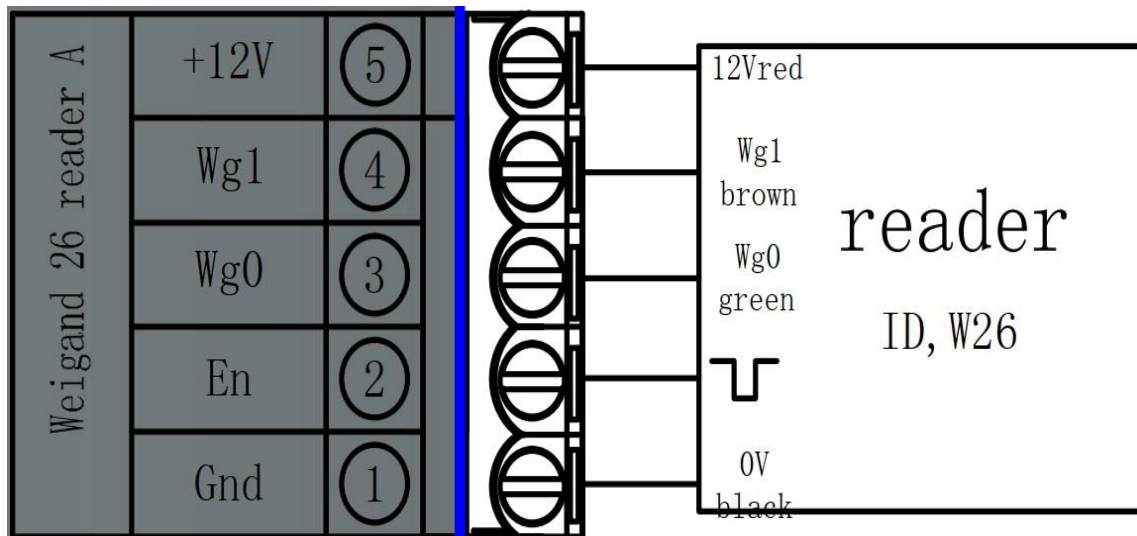 Weigand 26 reader A
+12V
5
Wg1
4
Wg0
3
En
2
Gnd
1
12Vred
Wg1
brown
Wg0
green
0V
black
reader
ID, W26